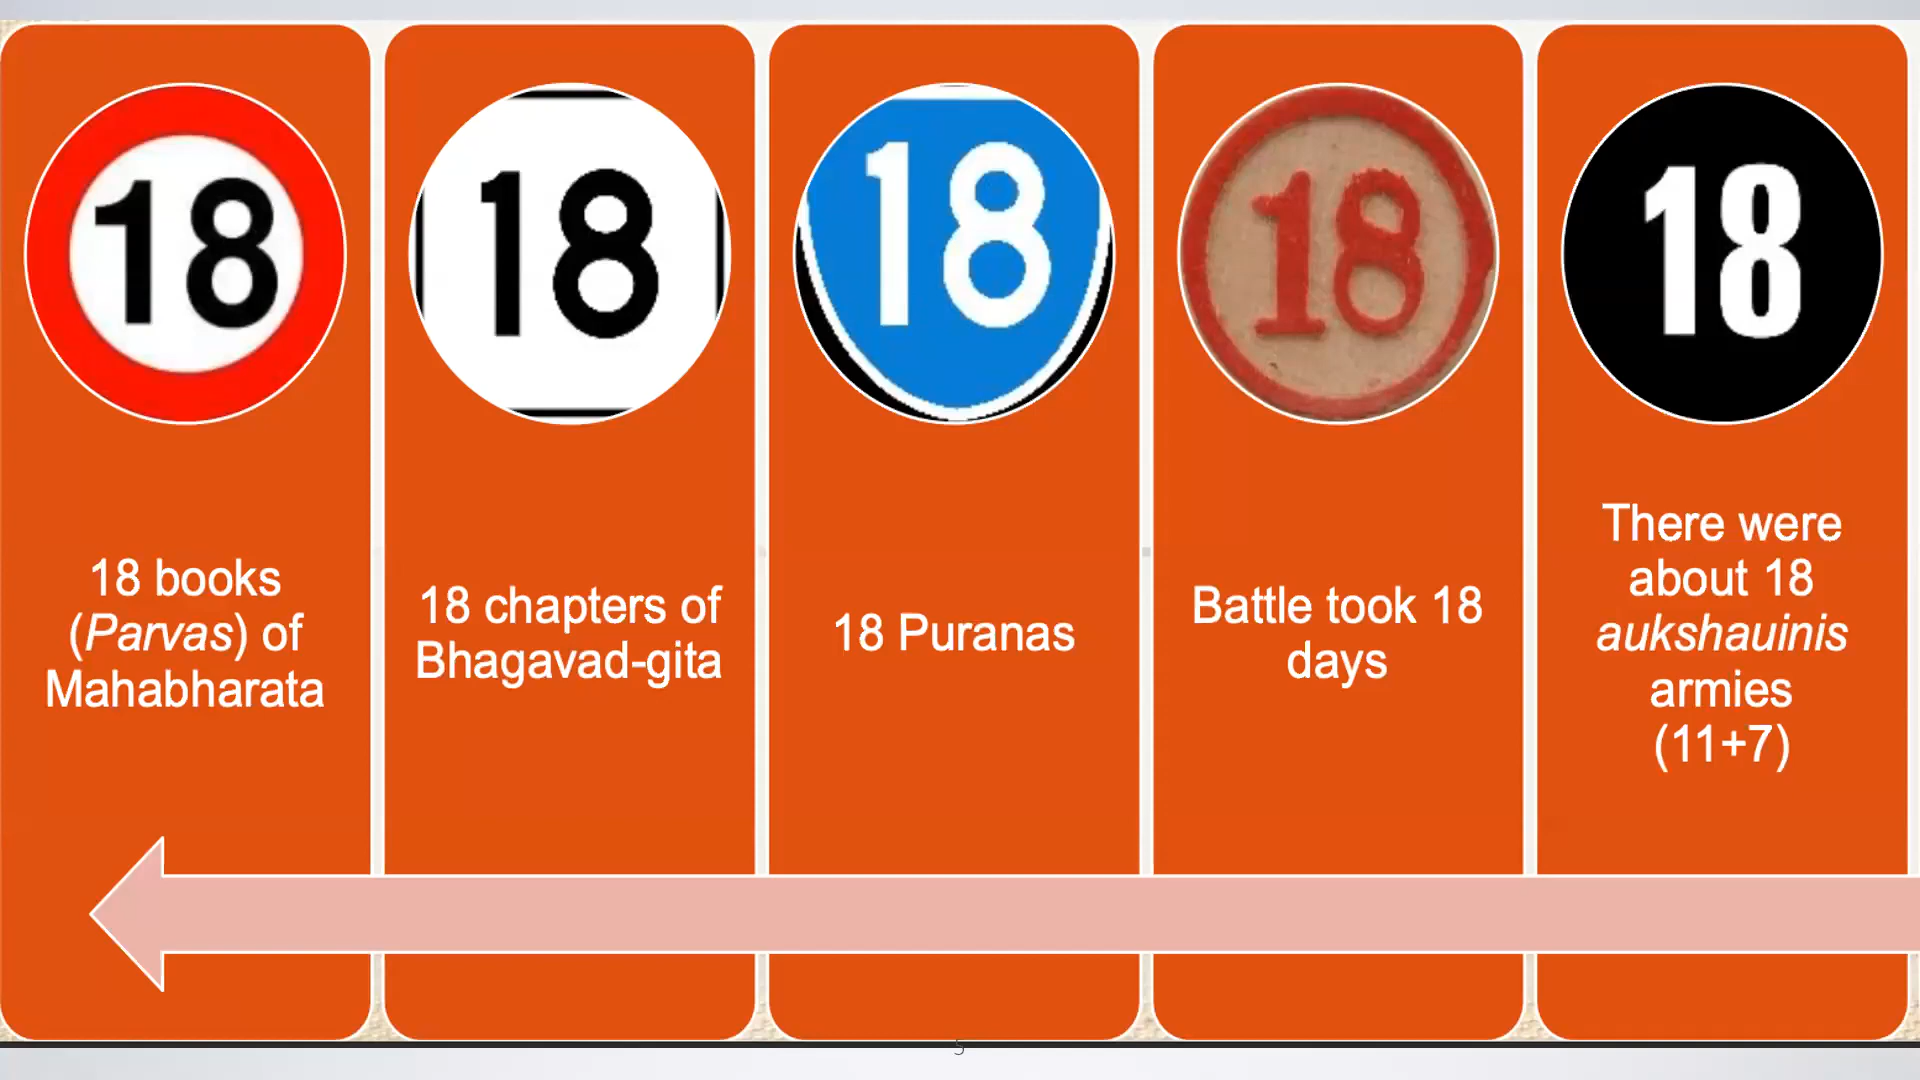 18
18 books
(Parvas) of
Mahabharata
18
18 chapters of
Bhagavad-gita
18
18 Puranas
18
Battle took 18
days
18
There were
about 18
aukshauinis
armies
(11+7)
5